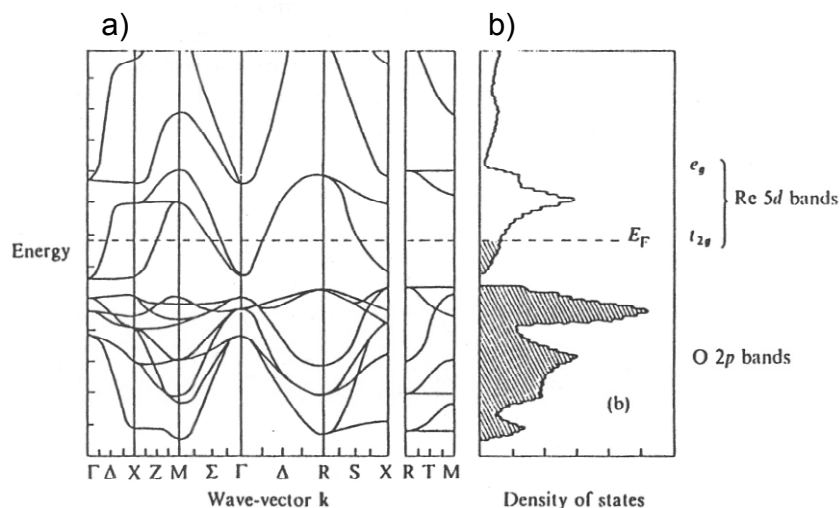 a) b)
e_g
Re 5d bands
E_F t_2g
Energy
O 2p bands
(b)
Γ Δ X Z M Σ Γ Δ R S X R T M
Wave-vector k Density of states